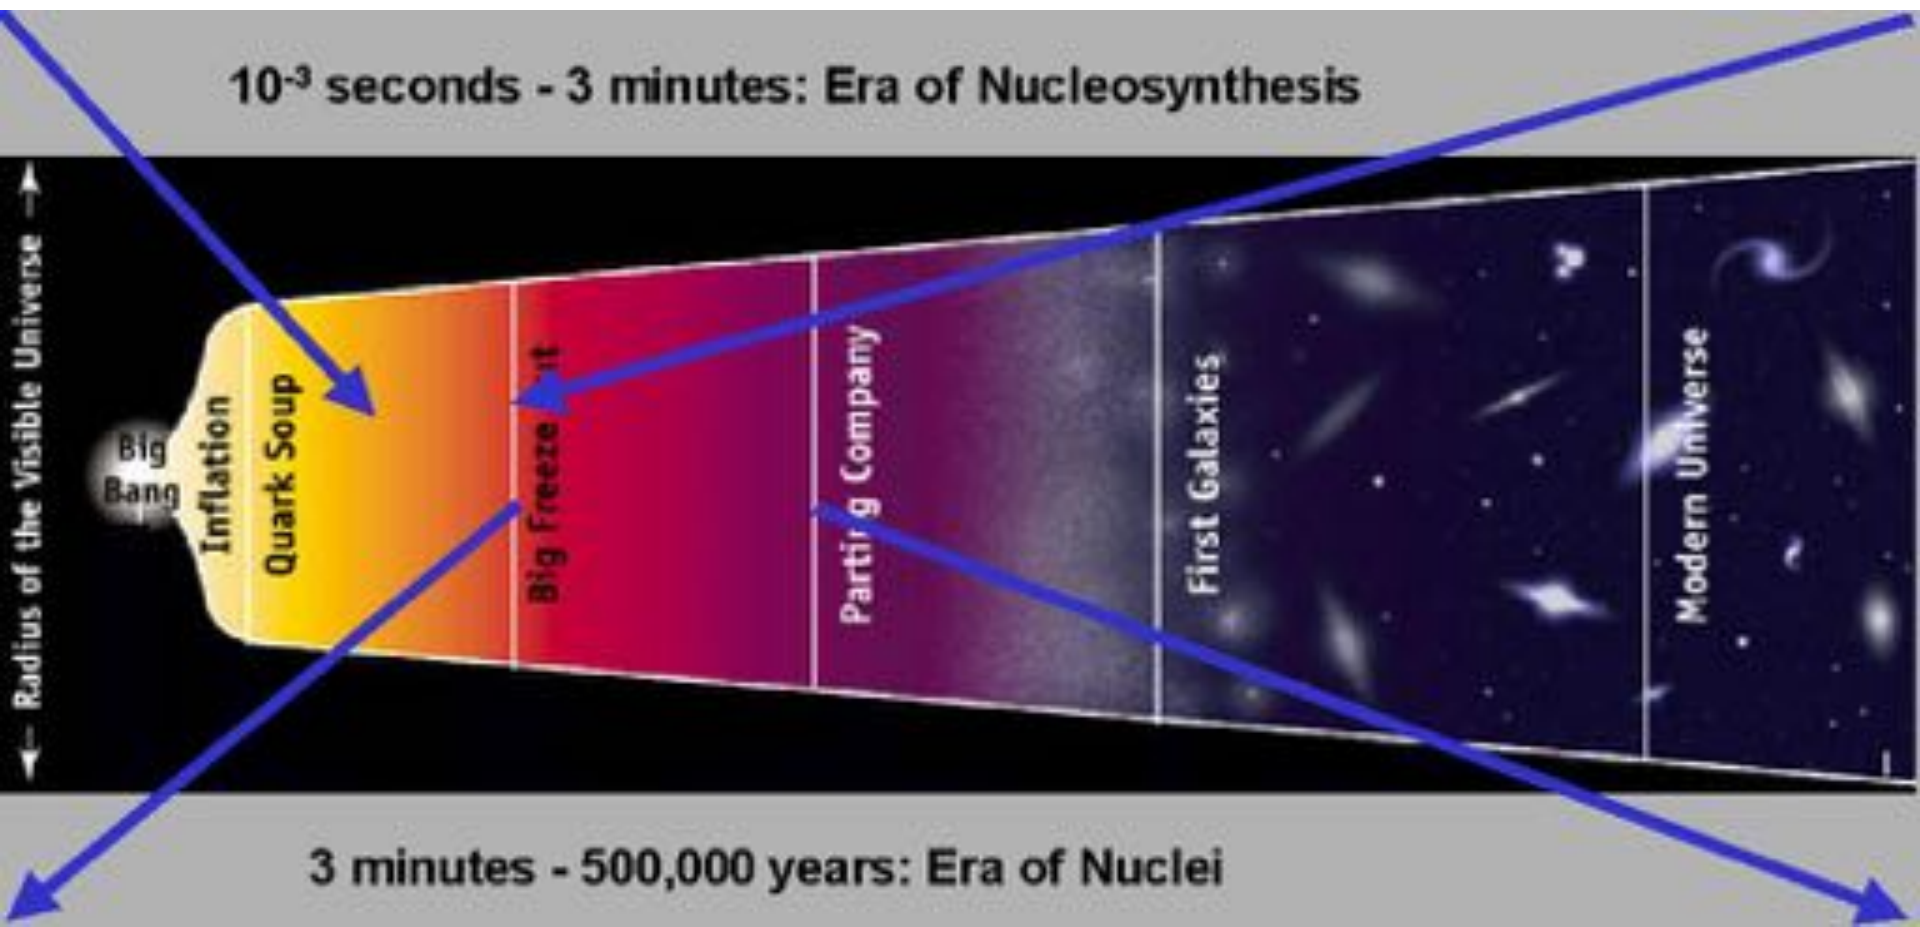 10⁻³ seconds - 3 minutes: Era of Nucleosynthesis
Radius of the Visible Universe
Big
Bang
Inflation
Quark Soup
Big Freeze
Parting Company
First Galaxies
Modern Universe
3 minutes - 500,000 years: Era of Nuclei